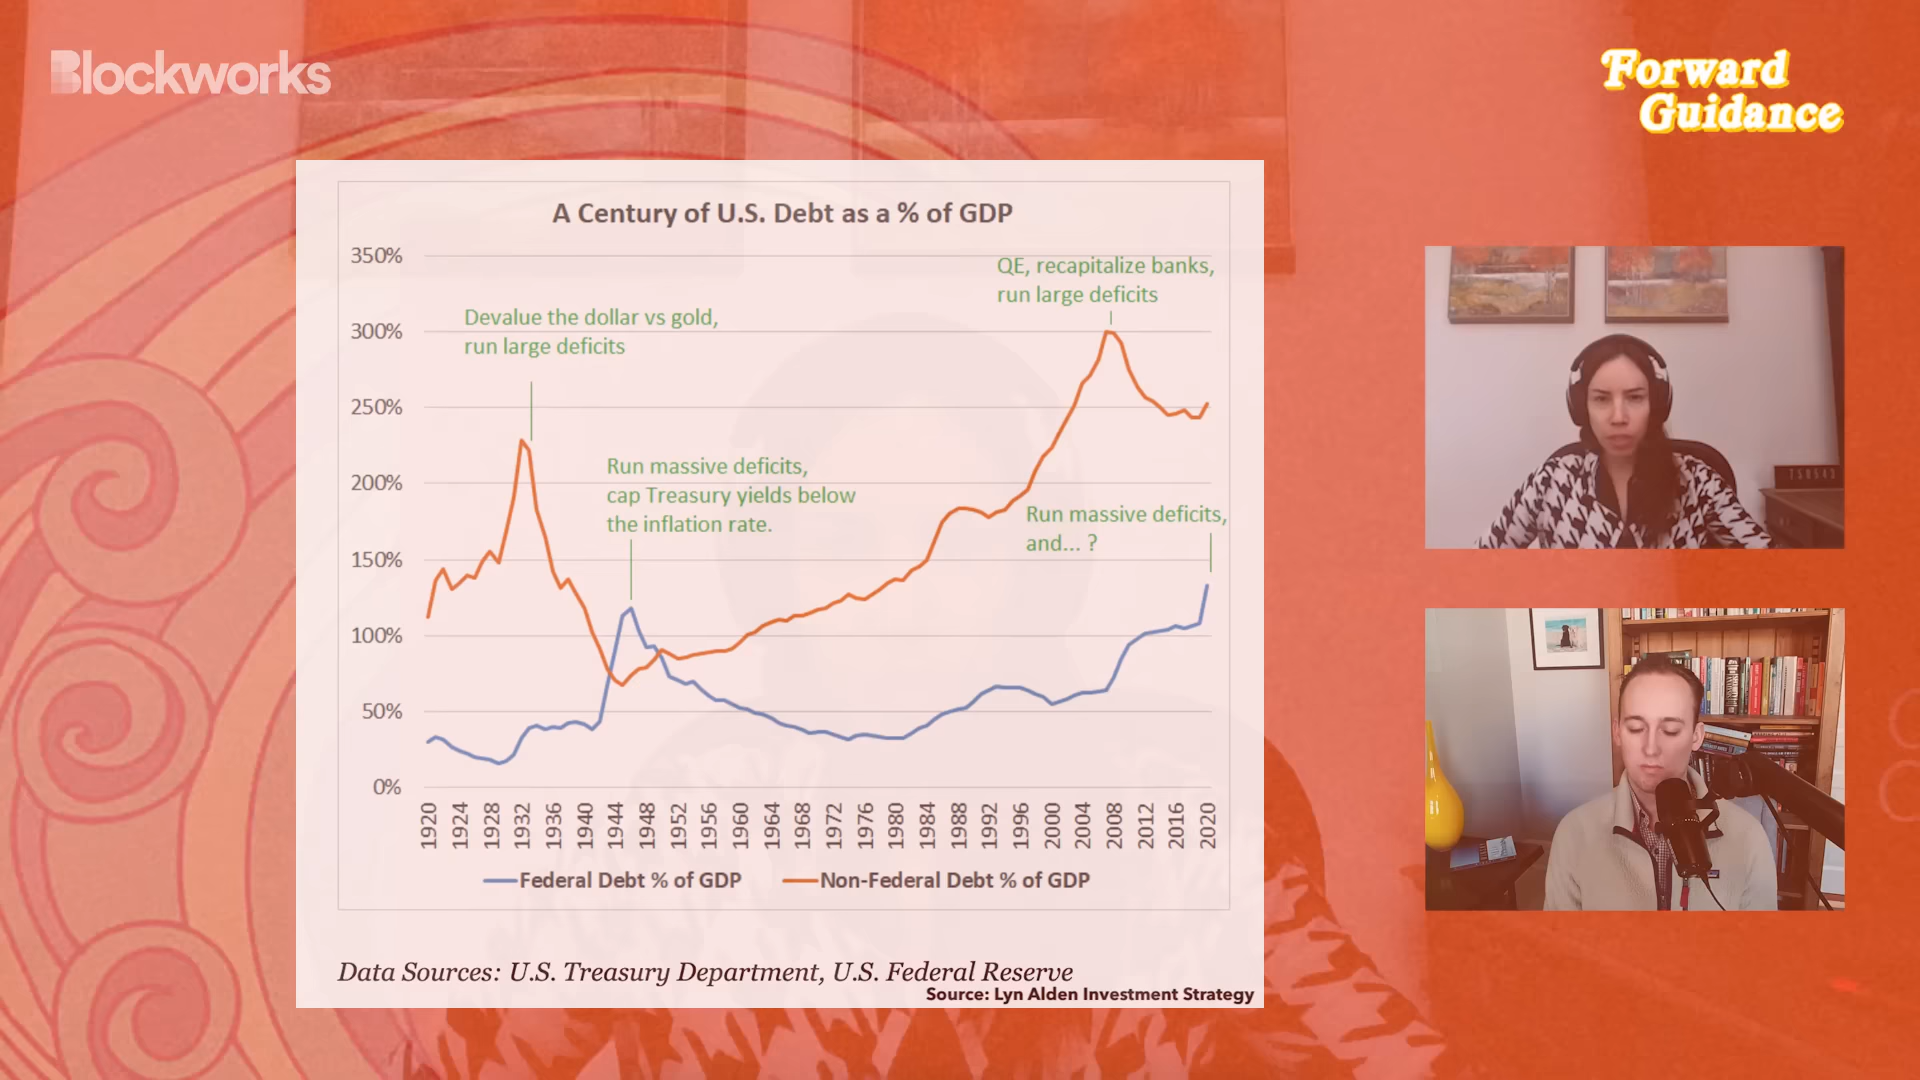 Blockworks
Forward
Guidance
A Century of U.S. Debt as a % of GDP
350%
300%
250%
200%
150%
100%
50%
0%
QE, recapitalize banks,
run large deficits
Devalue the dollar vs gold,
run large deficits
Run massive deficits,
cap Treasury yields below
the inflation rate.
Run massive deficits,
and... ?
1920 1924 1928 1932 1936 1940 1944 1948 1952 1956 1960 1964 1968 1972 1976 1980 1984 1988 1992 1996 2000 2004 2008 2012 2016 2020
Federal Debt % of GDP Non-Federal Debt % of GDP
Data Sources: U.S. Treasury Department, U.S. Federal Reserve
Source: Lyn Alden Investment Strategy